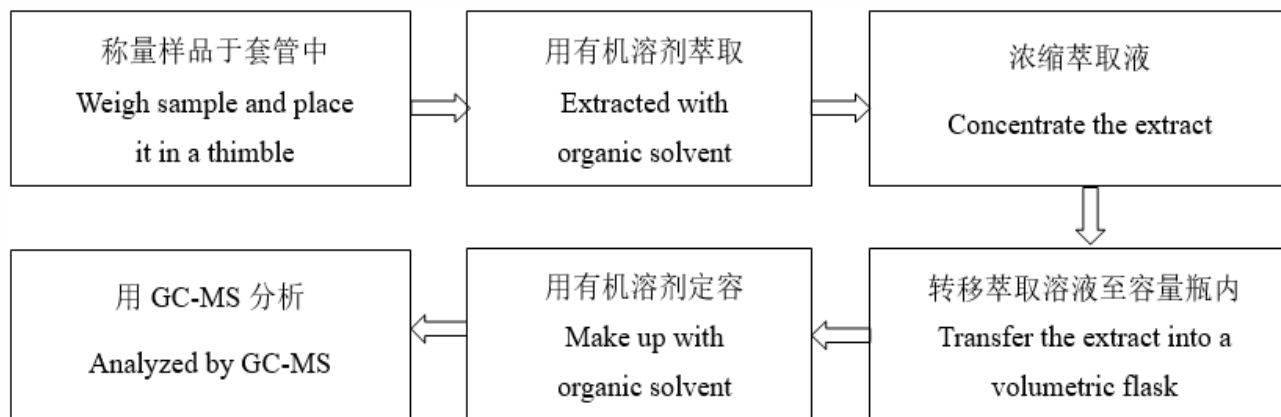 称量样品于套管中
Weigh sample and place
it in a thimble
用有机溶剂萃取
Extracted with
organic solvent
浓缩萃取液
Concentrate the extract
转移萃取溶液至容量瓶内
Transfer the extract into a
volumetric flask
用有机溶剂定容
Make up with
organic solvent
用 GC-MS 分析
Analyzed by GC-MS